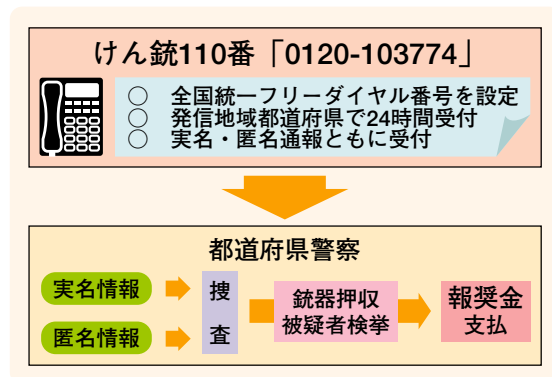 けん銃110番「0120-103774」
○ 全国統一フリーダイヤル番号を設定
○ 発信地域都道府県で24時間受付
○ 実名・匿名通報ともに受付
都道府県警察
実名情報
匿名情報
捜査
銃器押収
被疑者検挙
報奨金
支払